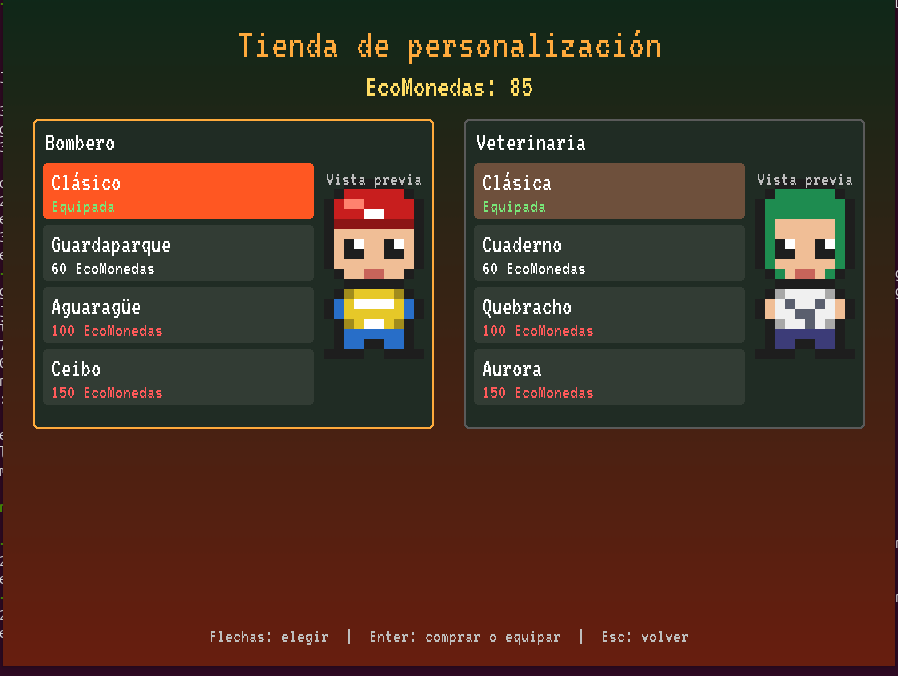 Tienda de personalización
EcoMonedas: 85
Bombero
Clásico
Equipada
Guardaparque
60 EcoMonedas
Aguaragüe
100 EcoMonedas
Ceibo
150 EcoMonedas
Vista previa
Veterinaria
Clásica
Equipada
Cuaderno
60 EcoMonedas
Quebracho
100 EcoMonedas
Aurora
150 EcoMonedas
Vista previa
Flechas: elegir | Enter: comprar o equipar | Esc: volver